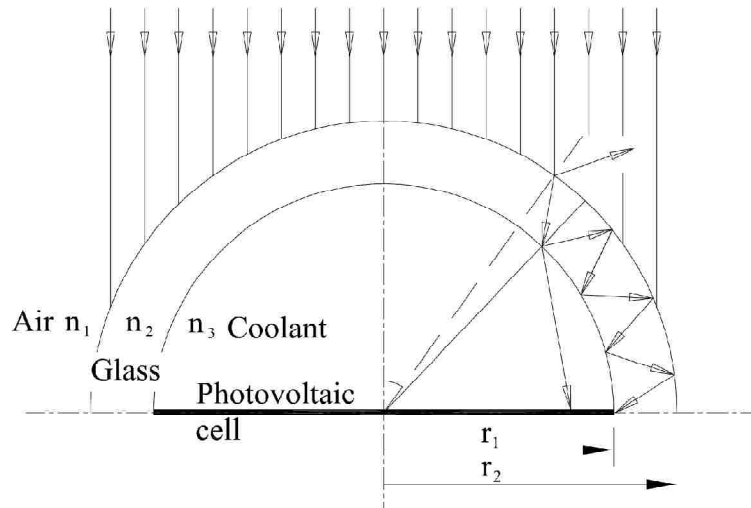 Air n1 n2 n3 Coolant
Glass
Photovoltaic
cell
r1
r2